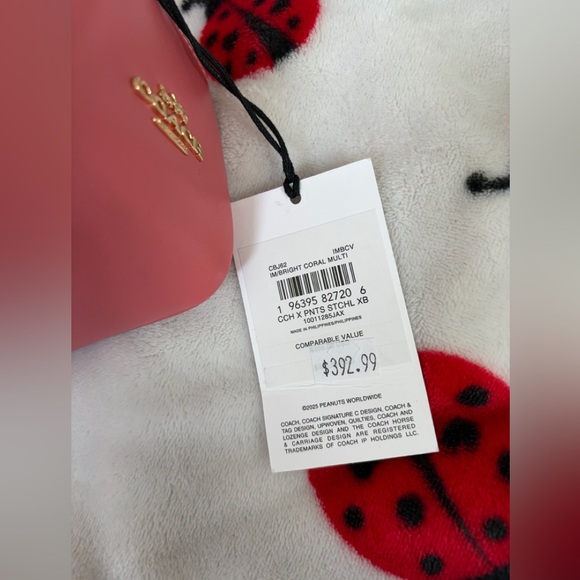 CBJ62 IMBCV
IM/BRIGHT CORAL MULTI
1 96395 82720 6
CCH X PNTS STCHL XB
10011285JAX
MADE IN PHILIPPINES/PHILIPPINES
COMPARABLE VALUE
$392.99
©2025 PEANUTS WORLDWIDE
COACH, COACH SIGNATURE C DESIGN, COACH &
TAG DESIGN, UPWOVEN, QUILTIES, COACH AND
LOZENGE DESIGN AND THE COACH HORSE
& CARRIAGE DESIGN ARE REGISTERED
TRADEMARKS OF COACH IP HOLDINGS LLC.